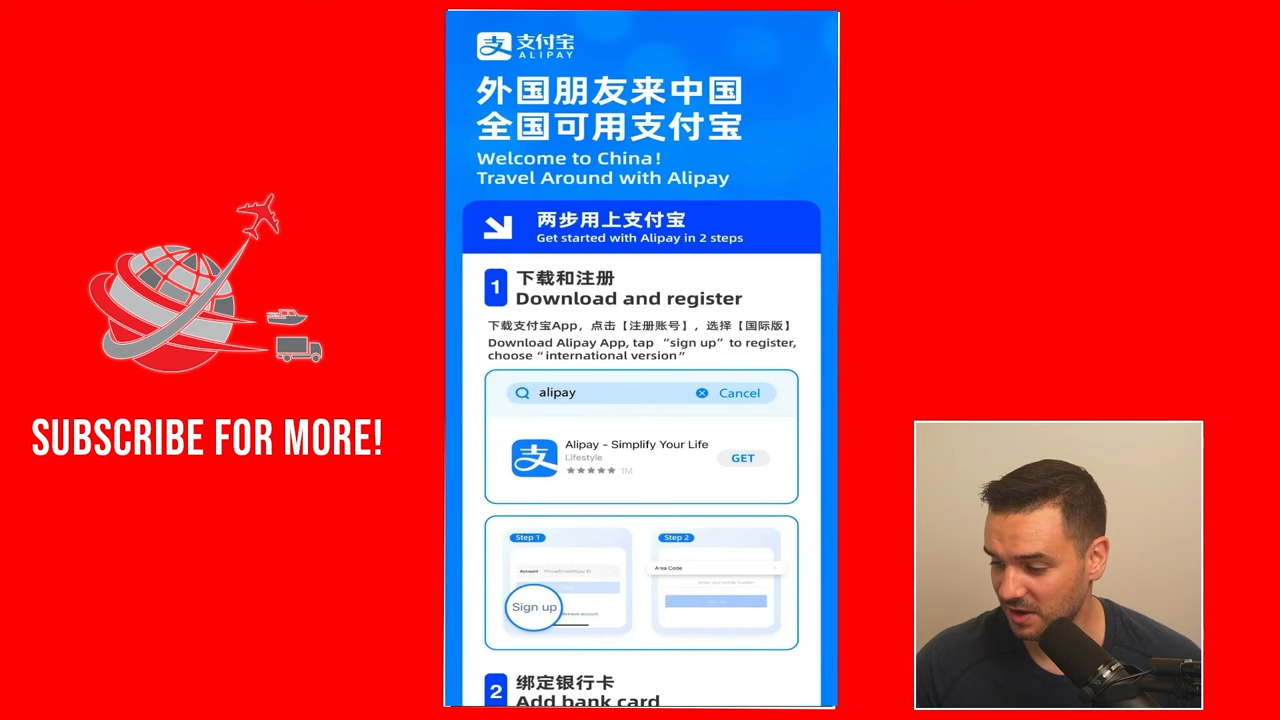 支付宝
ALIPAY
外国朋友来中国
全国可用支付宝
Welcome to China!
Travel Around with Alipay
两步用上支付宝
Get started with Alipay in 2 steps
1
下载和注册
Download and register
下载支付宝App，点击【注册账号】，选择【国际版】
Download Alipay App, tap “sign up” to register,
choose “international version”
alipay
Cancel
支
Alipay - Simplify Your Life
Lifestyle
★★★★★ 1M
GET
Step 1
Account
Sign up
Step 2
Area Code
2
绑定银行卡
Add bank card
SUBSCRIBE FOR MORE!